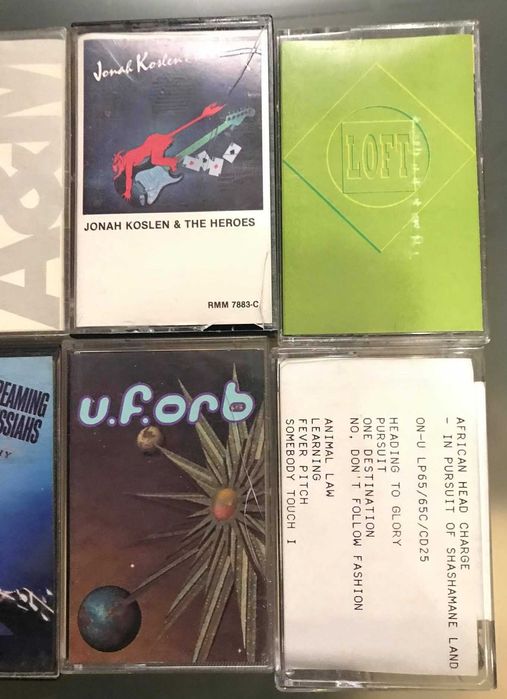 A&M
Jonah Koslen
JONAH KOSLEN & THE HEROES
RMM 7883-C
LOFT
REAMING
SSIAHS
u.f.orb
AFRICAN HEAD CHARGE
- IN PURSUIT OF SHASHAMANE LAND
ON-U LP65/65C/CD25
HEADING TO GLORY
PURSUIT
ONE DESTINATION
NO, DON'T FOLLOW FASHION
ANIMAL LAW
LEARNING
FEVER PITCH
SOMEBODY TOUCH I